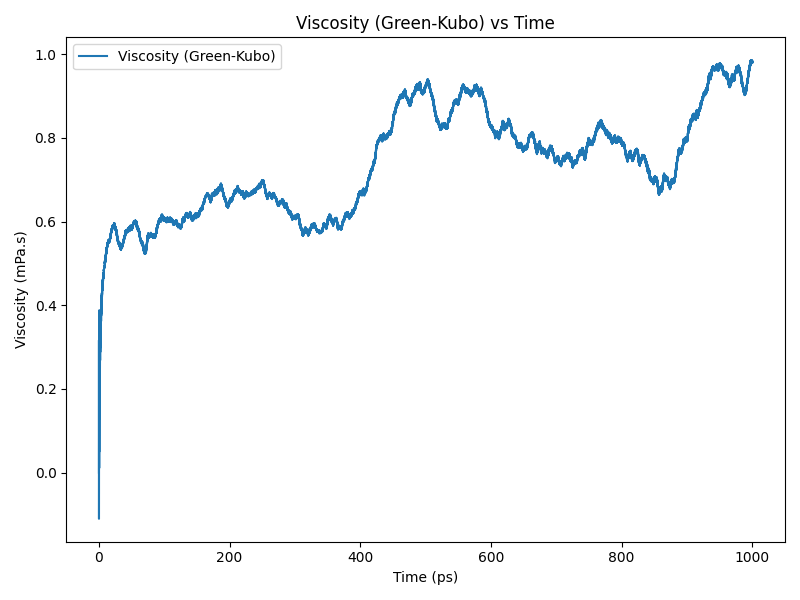 Viscosity (Green-Kubo) vs Time
Viscosity (Green-Kubo)
Viscosity (mPa.s)
1.0
0.8
0.6
0.4
0.2
0.0
0 200 400 600 800 1000
Time (ps)